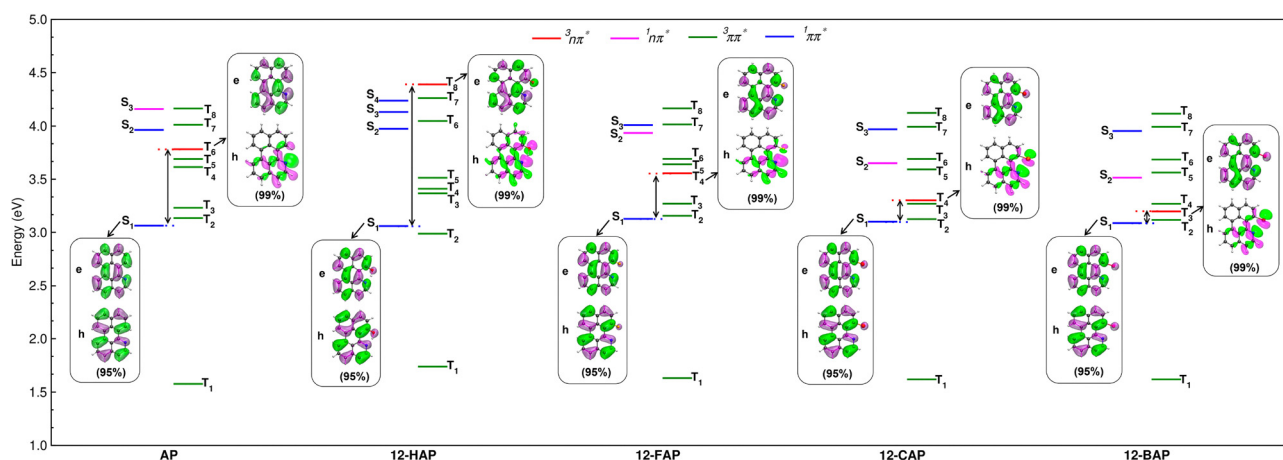 Energy (eV)
5.0
4.5
4.0
3.5
3.0
2.5
2.0
1.5
1.0
³nπ*
¹nπ*
³ππ*
¹ππ*
S₃
S₂
S₁
T₈
T₇
T₆
T₅
T₄
T₃
T₂
T₁
e
h
(99%)
e
h
(95%)
AP
S₄
S₃
S₂
S₁
T₈
T₇
T₆
T₅
T₄
T₃
T₂
T₁
e
h
(99%)
e
h
(95%)
12-HAP
S₃
S₂
S₁
T₈
T₇
T₆
T₅
T₄
T₃
T₂
T₁
e
h
(99%)
e
h
(95%)
12-FAP
S₃
S₂
S₁
T₈
T₇
T₆
T₅
T₃
T₂
T₁
e
h
(99%)
e
h
(95%)
12-CAP
S₃
S₂
S₁
T₈
T₇
T₆
T₅
T₄
T₃
T₂
T₁
e
h
(99%)
e
h
(95%)
12-BAP